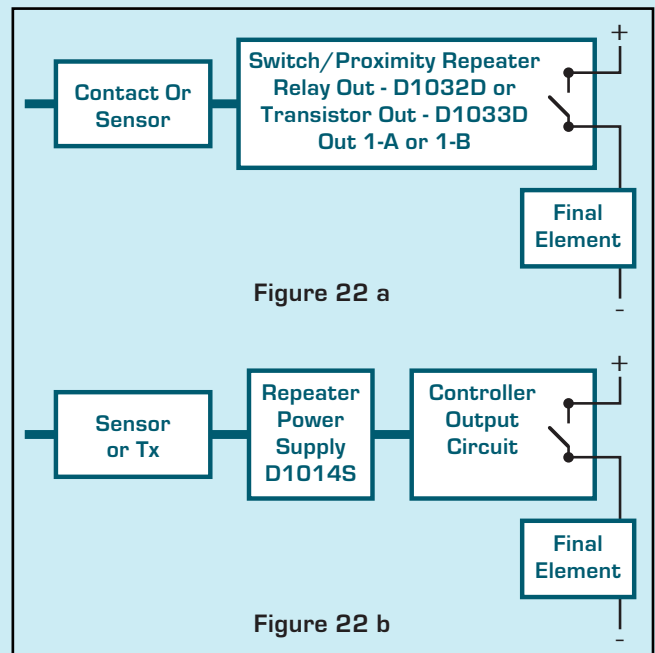 +
Switch/Proximity Repeater
Relay Out - D1032D or
Transistor Out - D1033D
Out 1-A or 1-B
Contact Or
Sensor
Final
Element
-
Figure 22 a
+
Sensor
or Tx
Repeater
Power
Supply
D1014S
Controller
Output
Circuit
Final
Element
-
Figure 22 b